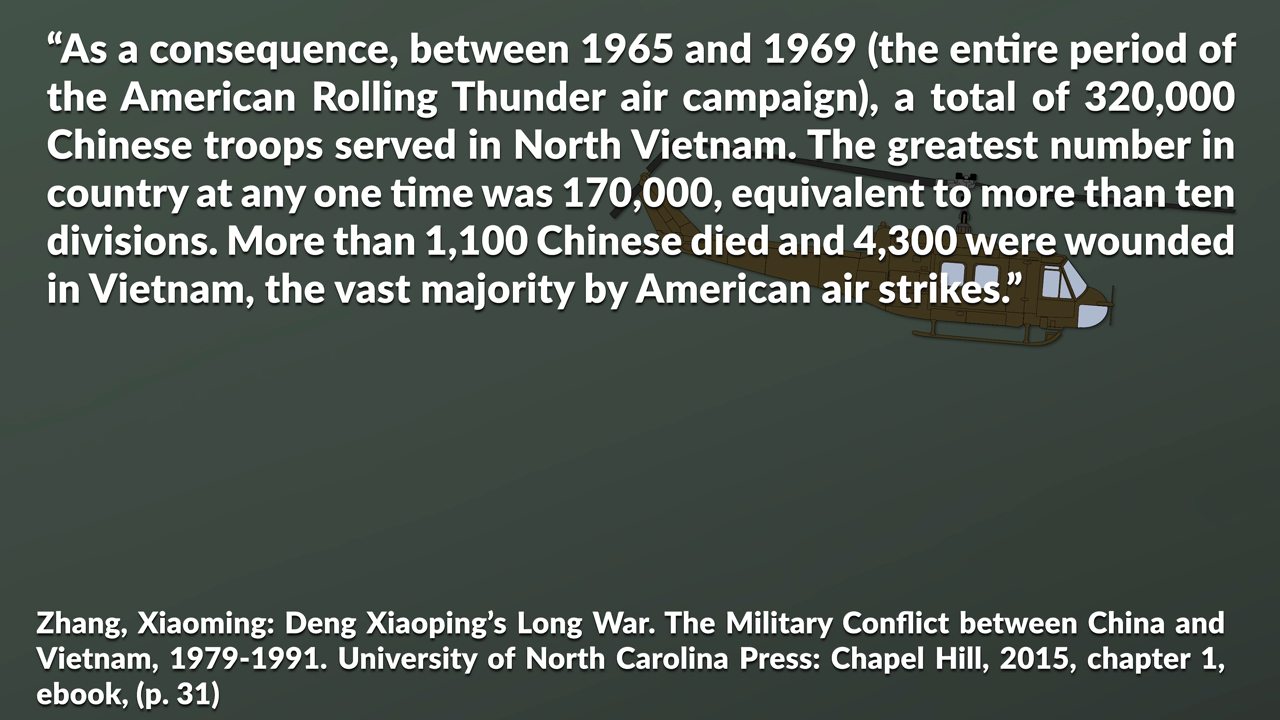 “As a consequence, between 1965 and 1969 (the entire period of
the American Rolling Thunder air campaign), a total of 320,000
Chinese troops served in North Vietnam. The greatest number in
country at any one time was 170,000, equivalent to more than ten
divisions. More than 1,100 Chinese died and 4,300 were wounded
in Vietnam, the vast majority by American air strikes.”
Zhang, Xiaoming: Deng Xiaoping’s Long War. The Military Conflict between China and
Vietnam, 1979-1991. University of North Carolina Press: Chapel Hill, 2015, chapter 1,
ebook, (p. 31)